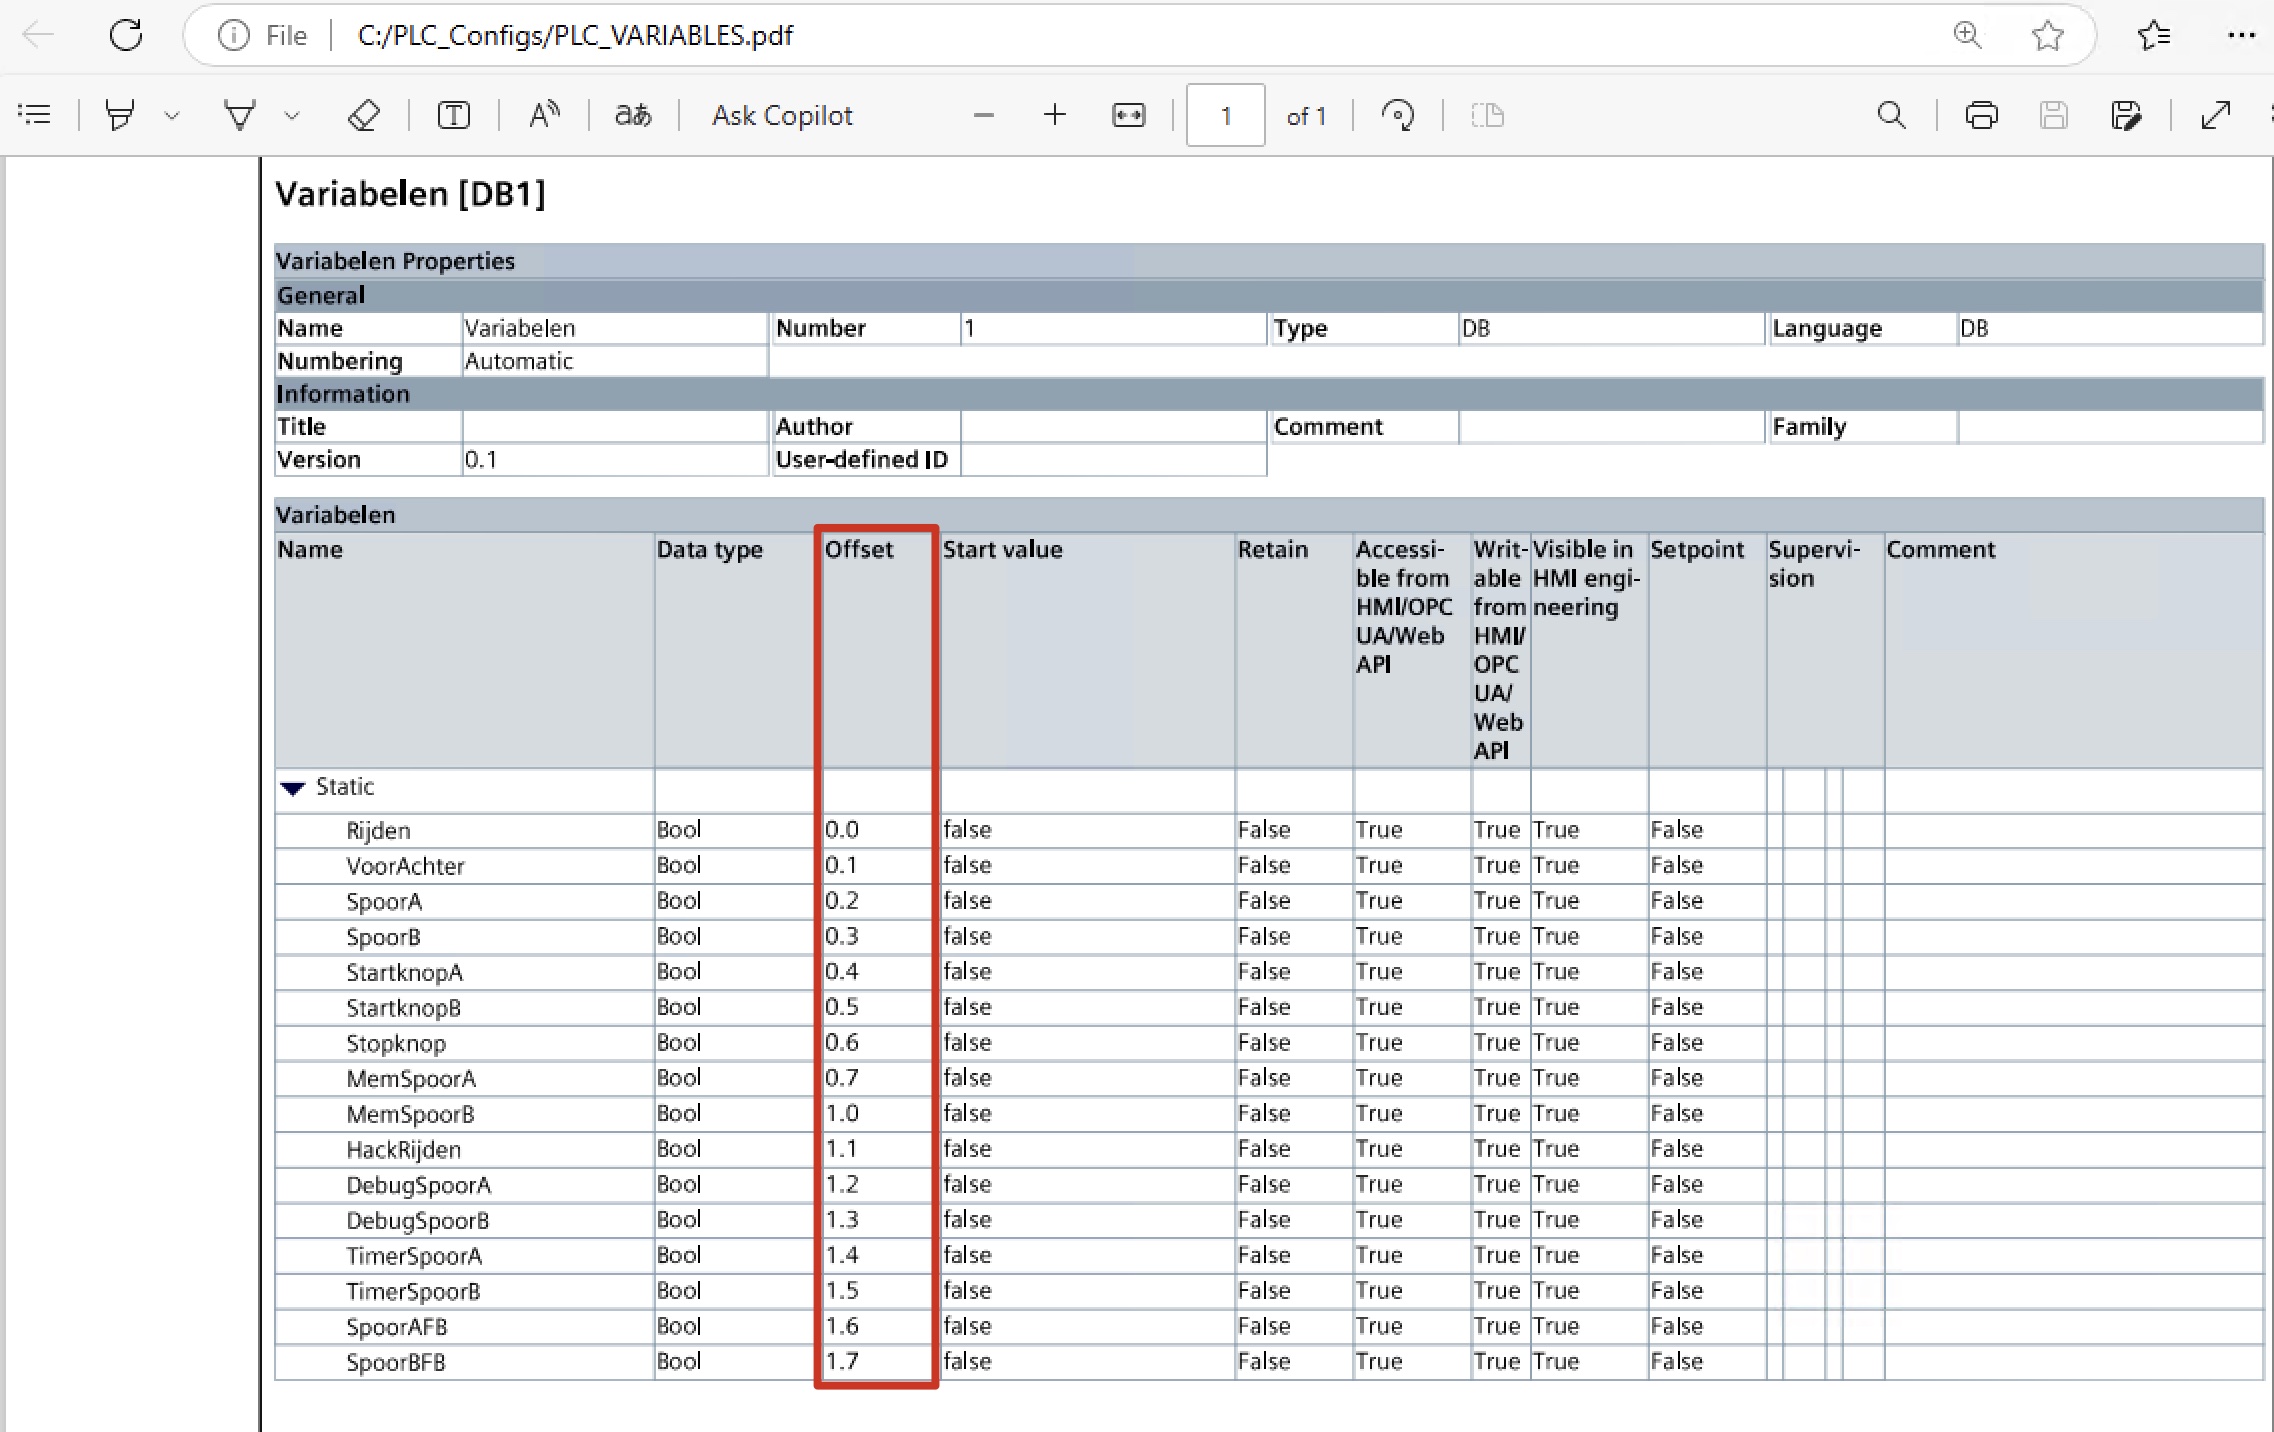 File C:/PLC_Configs/PLC_VARIABLES.pdf
aあ Ask Copilot 1 of 1
Variabelen [DB1]
Variabelen Properties
General
Name Variabelen Number 1 Type DB Language DB
Numbering Automatic
Information
Title Author Comment Family
Version 0.1 User-defined ID
Variabelen
Name Data type Offset Start value Retain Accessi- Writ- Visible in Setpoint Supervi- Comment
ble from able HMI engi- sion
HMI/OPC from neering
UA/Web HMI/
API OPC
UA/
Web
API
Static
Rijden Bool 0.0 false False True True True False
VoorAchter Bool 0.1 false False True True True False
SpoorA Bool 0.2 false False True True True False
SpoorB Bool 0.3 false False True True True False
StartknopA Bool 0.4 false False True True True False
StartknopB Bool 0.5 false False True True True False
Stopknop Bool 0.6 false False True True True False
MemSpoorA Bool 0.7 false False True True True False
MemSpoorB Bool 1.0 false False True True True False
HackRijden Bool 1.1 false False True True True False
DebugSpoorA Bool 1.2 false False True True True False
DebugSpoorB Bool 1.3 false False True True True False
TimerSpoorA Bool 1.4 false False True True True False
TimerSpoorB Bool 1.5 false False True True True False
SpoorAFB Bool 1.6 false False True True True False
SpoorBFB Bool 1.7 false False True True True False